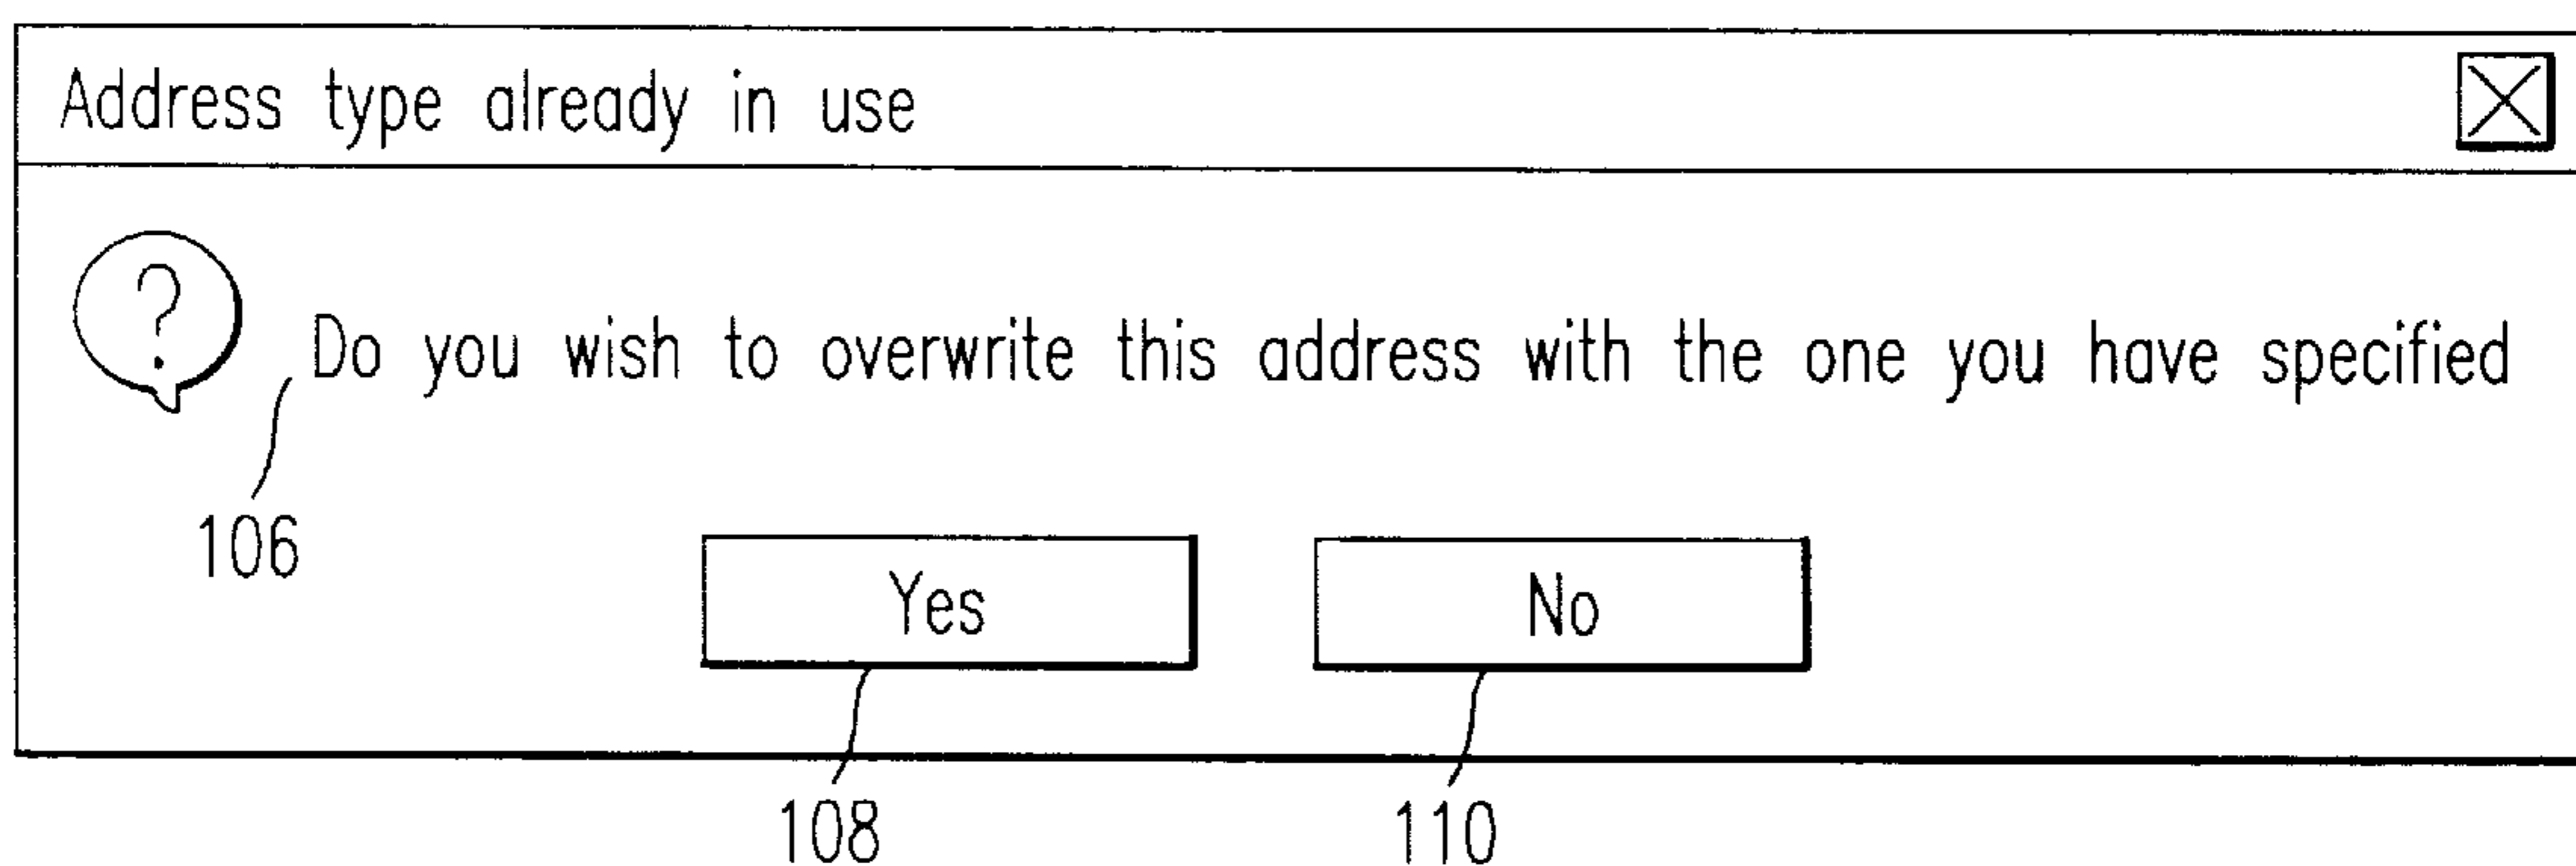 Address type already in use
?
Do you wish to overwrite this address with the one you have specified
106
Yes No
108 110